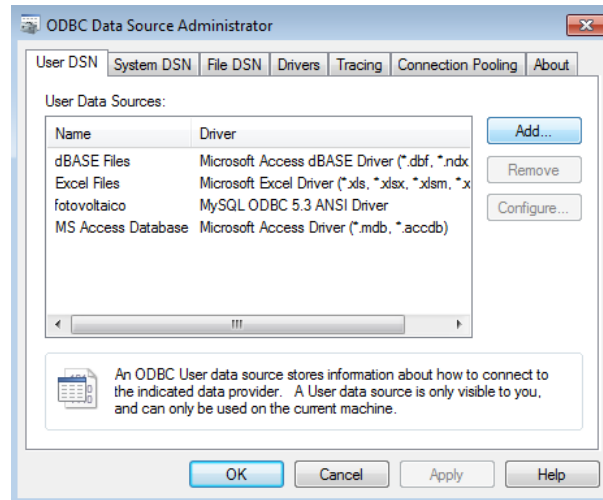 ODBC Data Source Administrator
User DSN System DSN File DSN Drivers Tracing Connection Pooling About
User Data Sources:
Name Driver
Add...
dBASE Files Microsoft Access dBASE Driver (*.dbf, *.ndx
Remove
Excel Files Microsoft Excel Driver (*.xls, *.xlsx, *.xlsm, *.x
fotovoltaico MySQL ODBC 5.3 ANSI Driver
Configure...
MS Access Database Microsoft Access Driver (*.mdb, *.accdb)
An ODBC User data source stores information about how to connect to
the indicated data provider. A User data source is only visible to you,
and can only be used on the current machine.
OK Cancel Apply Help